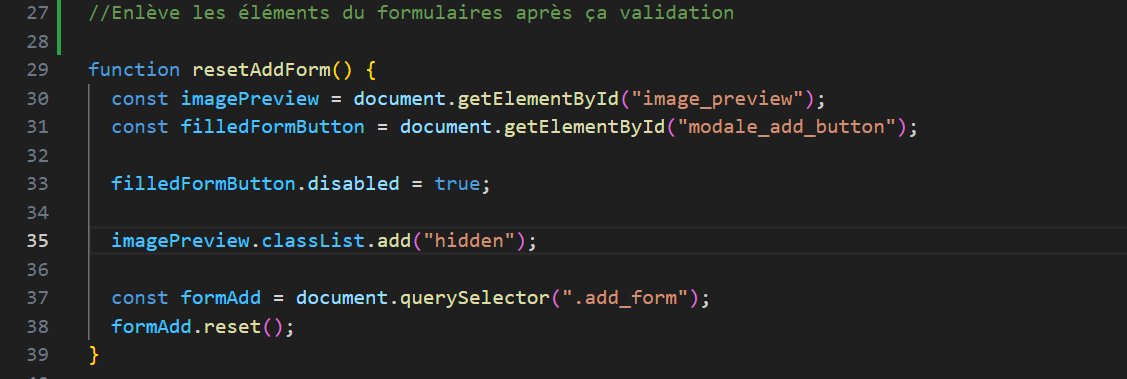 27 //Enlève les éléments du formulaires après ça validation
28
29 function resetAddForm() {
30 const imagePreview = document.getElementById("image_preview");
31 const filledFormButton = document.getElementById("modale_add_button");
32
33 filledFormButton.disabled = true;
34
35 imagePreview.classList.add("hidden");
36
37 const formAdd = document.querySelector(".add_form");
38 formAdd.reset();
39 }